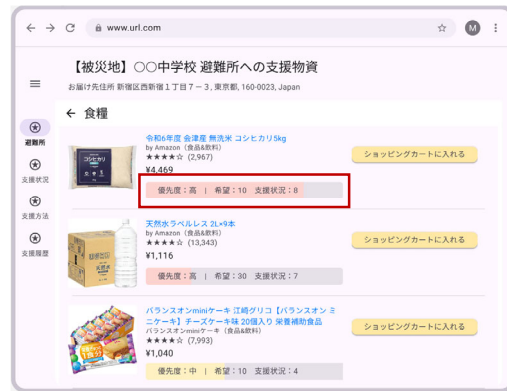 www.url.com
M
【被災地】○○中学校 避難所への支援物資
お届け先住所 新宿区西新宿1丁目7−3, 東京都, 160-0023, Japan
← 食糧
避難所
支援状況
支援方法
支援履歴
令和6年度 会津産 無洗米 コシヒカリ5kg
by Amazon（食品&飲料）
★★★★☆ (2,967)
¥4,469
ショッピングカートに入れる
優先度：高 | 希望：10 支援状況：8
コシヒカリ
天然水ラベルレス 2L×9本
by Amazon（食品&飲料）
★★★★☆ (13,343)
¥1,116
ショッピングカートに入れる
優先度：高 | 希望：30 支援状況：7
天然水
バランスオンminiケーキ 江崎グリコ【バランスオン ミ
ニケーキ】チーズケーキ味 20個入り 栄養補助食品
バランスオンminiケーキ（食品&飲料）
★★★★☆ (7,993)
¥1,040
ショッピングカートに入れる
優先度：中 | 希望：10 支援状況：4